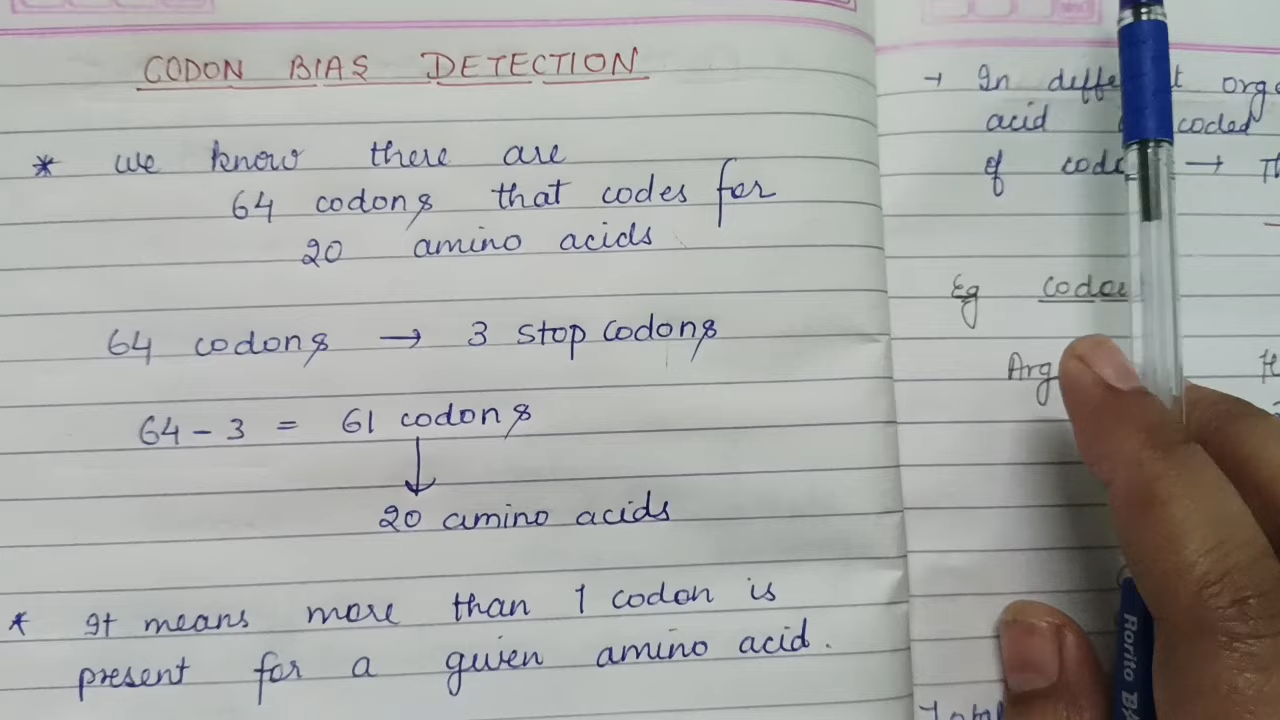 CODON BIAS DETECTION
* We know there are
64 codons that codes for
20 amino acids
64 codons → 3 stop codons
64 - 3 = 61 codons
↓
20 amino acids
* It means more than 1 codon is
present for a given amino acid.
→ In
acid coded
of →
Eg
Arg
Rorito